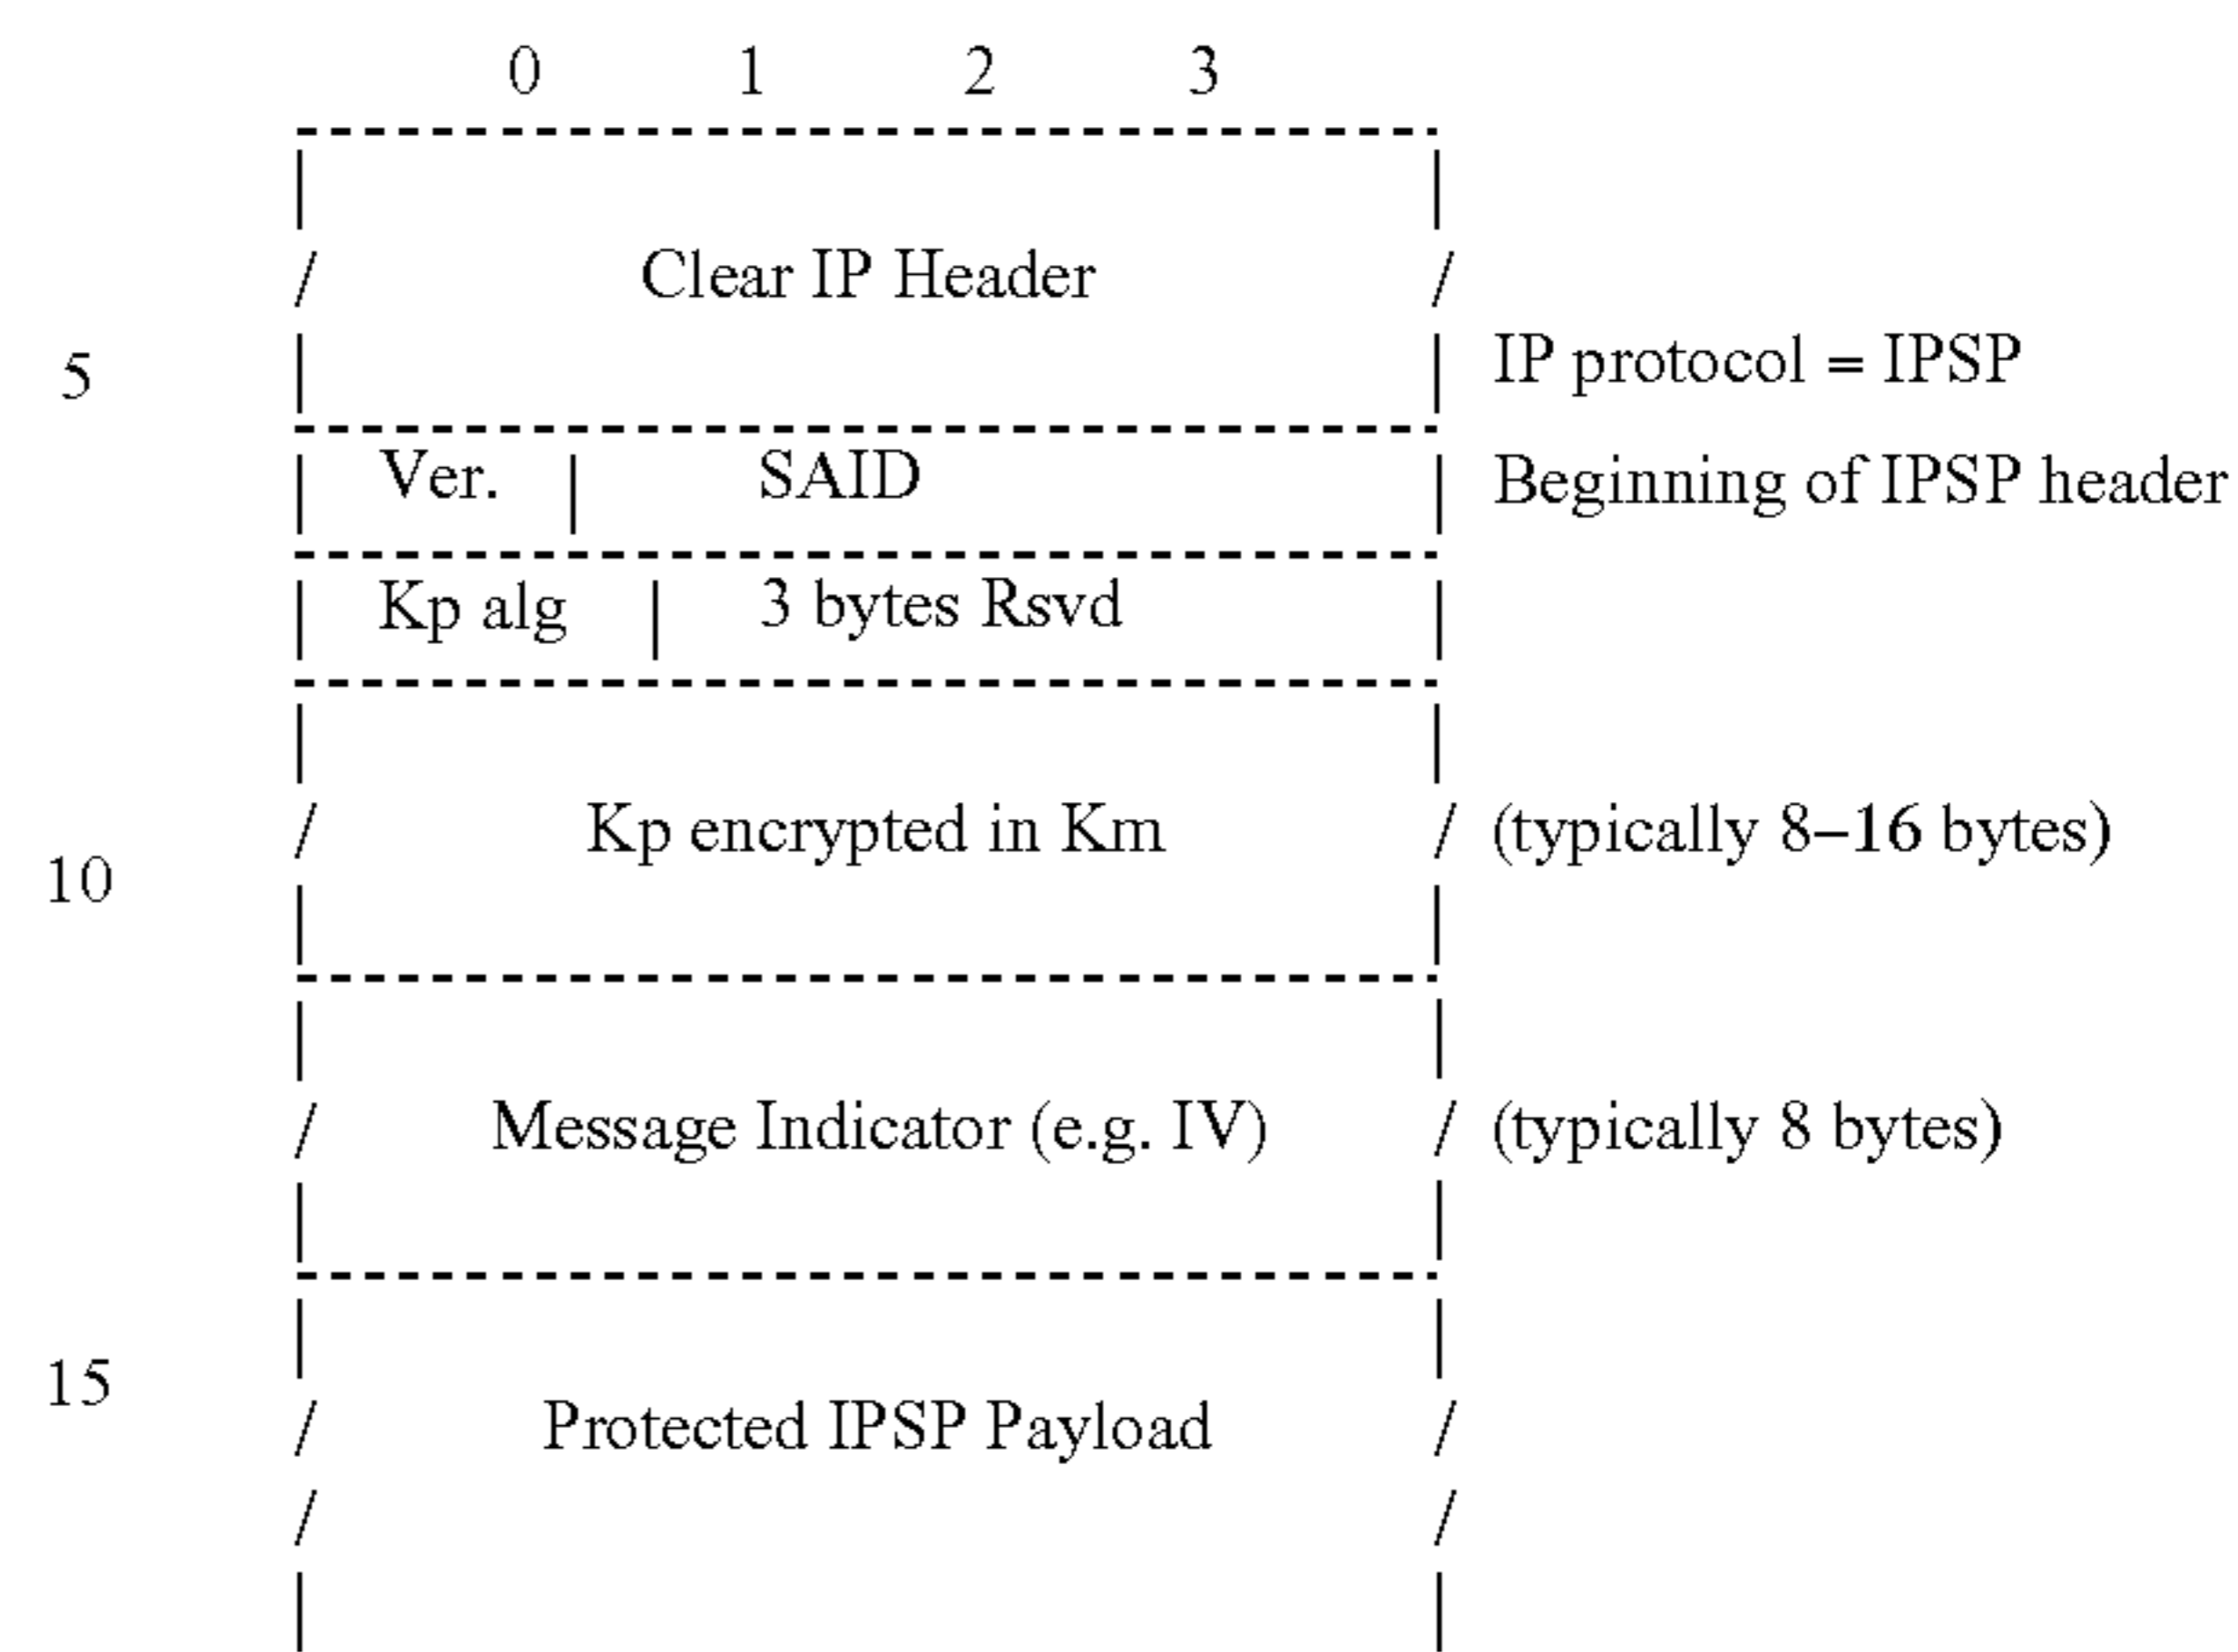 0 1 2 3
Clear IP Header
5 IP protocol = IPSP
Ver. | SAID Beginning of IPSP header
Kp alg | 3 bytes Rsvd
Kp encrypted in Km (typically 8–16 bytes)
10
Message Indicator (e.g. IV) (typically 8 bytes)
15
Protected IPSP Payload